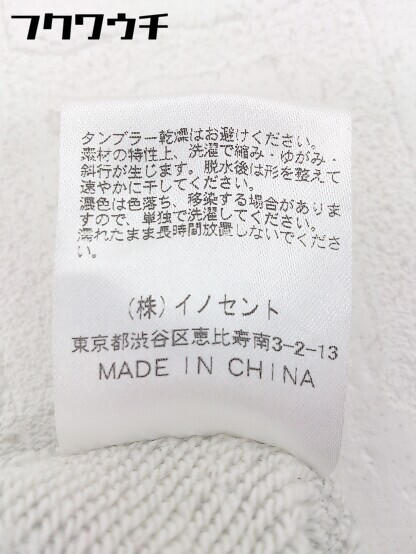 フクワウチ
タンブラー乾燥はお避けください。
素材の特性上、洗濯で縮み・ゆがみ・
斜行が生じます。脱水後は形を整えて
速やかに干してください。
濃色は色落ち、移染する場合がありま
すので、単独で洗濯してください。
濡れたまま長時間放置しないでくださ
い。
(株)イノセント
東京都渋谷区恵比寿南3-2-13
MADE IN CHINA